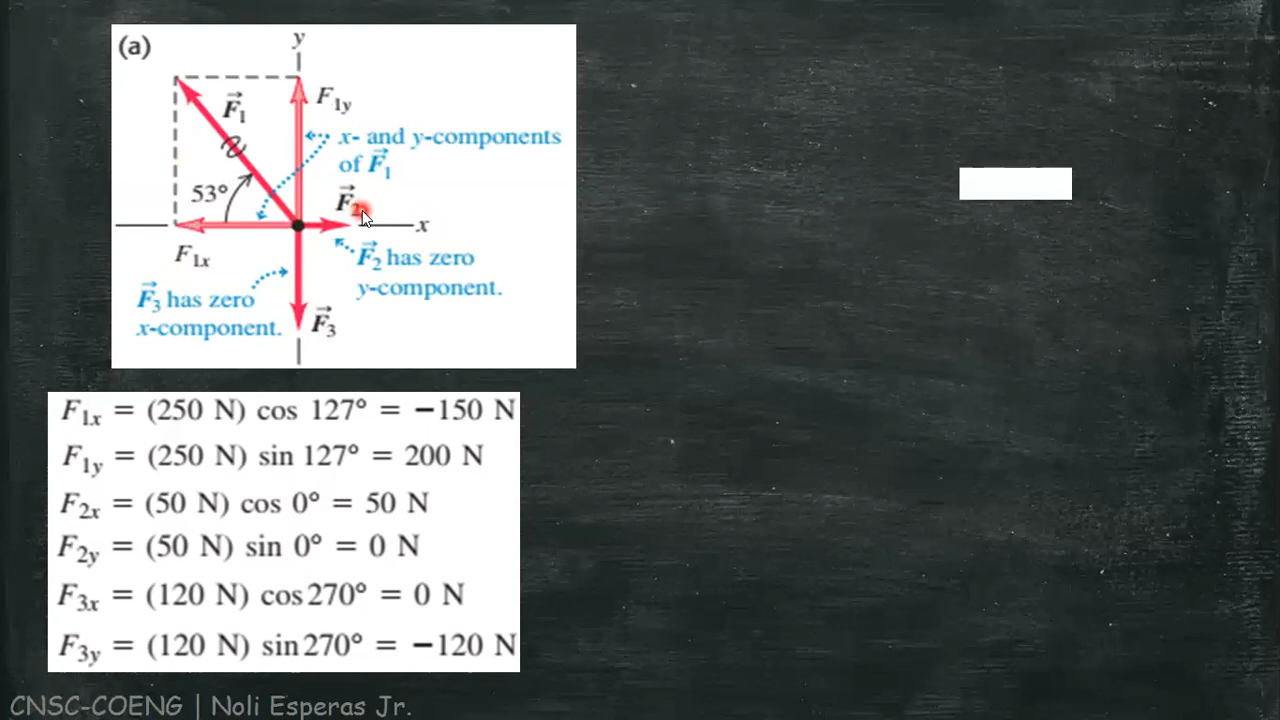 (a)
y
F⃗1
F1y
x- and y-components
of F⃗1
53°
F⃗2
x
F1x
F⃗2 has zero
y-component.
F⃗3 has zero
x-component.
F⃗3
F1x = (250 N) cos 127° = −150 N
F1y = (250 N) sin 127° = 200 N
F2x = (50 N) cos 0° = 50 N
F2y = (50 N) sin 0° = 0 N
F3x = (120 N) cos 270° = 0 N
F3y = (120 N) sin 270° = −120 N
CNSC-COENG | Noli Esperas Jr.